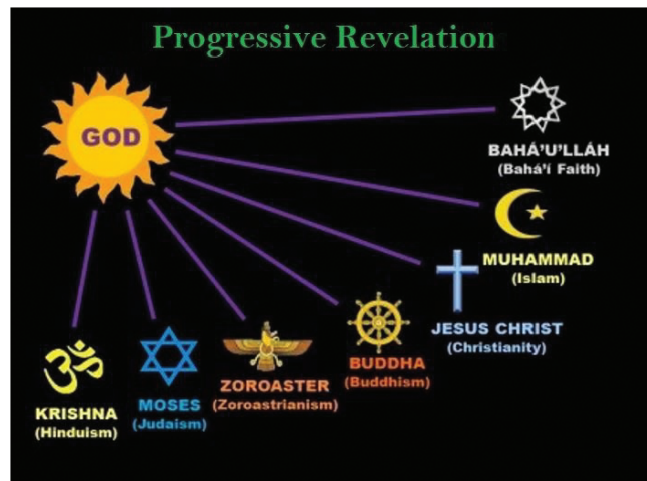 Progressive Revelation
GOD
BAHÁ'U'LLÁH
(Bahá'í Faith)
MUHAMMAD
(Islam)
JESUS CHRIST
(Christianity)
BUDDHA
(Buddhism)
ZOROASTER
(Zoroastrianism)
MOSES
(Judaism)
KRISHNA
(Hinduism)
ॐ